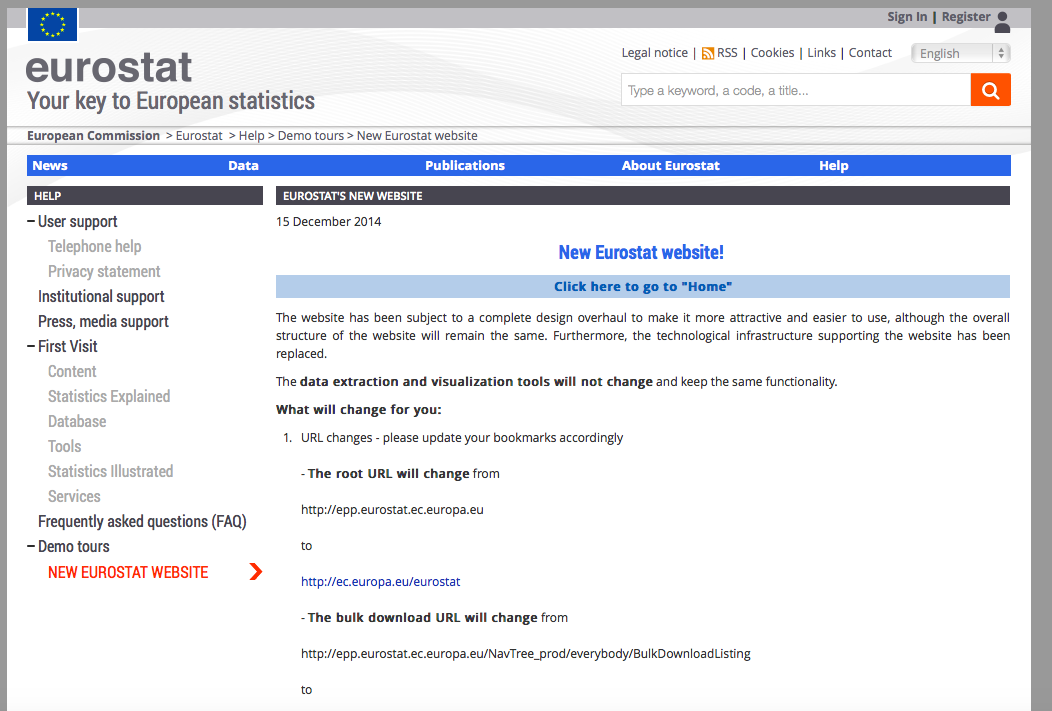 Sign In | Register
Legal notice | RSS | Cookies | Links | Contact
English
eurostat
Your key to European statistics
Type a keyword, a code, a title...
European Commission > Eurostat > Help > Demo tours > New Eurostat website
News Data Publications About Eurostat Help
HELP
– User support
Telephone help
Privacy statement
Institutional support
Press, media support
– First Visit
Content
Statistics Explained
Database
Tools
Statistics Illustrated
Services
Frequently asked questions (FAQ)
– Demo tours
NEW EUROSTAT WEBSITE
EUROSTAT'S NEW WEBSITE
15 December 2014
New Eurostat website!
Click here to go to "Home"
The website has been subject to a complete design overhaul to make it more attractive and easier to use, although the overall
structure of the website will remain the same. Furthermore, the technological infrastructure supporting the website has been
replaced.
The data extraction and visualization tools will not change and keep the same functionality.
What will change for you:
1. URL changes - please update your bookmarks accordingly
- The root URL will change from
http://epp.eurostat.ec.europa.eu
to
http://ec.europa.eu/eurostat
- The bulk download URL will change from
http://epp.eurostat.ec.europa.eu/NavTree_prod/everybody/BulkDownloadListing
to